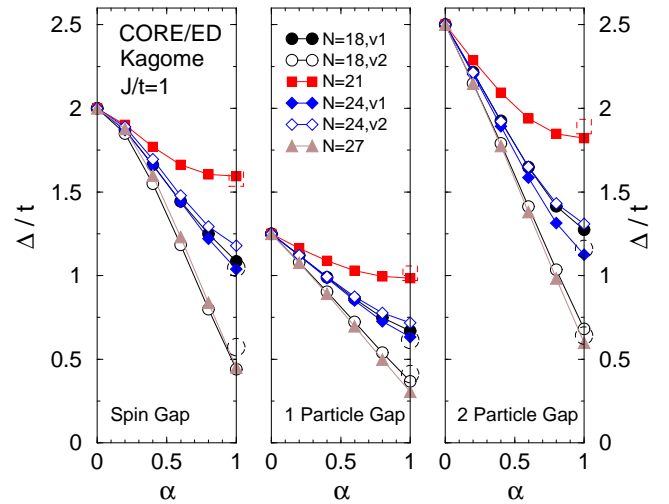 CORE/ED
Kagome
J/t=1
N=18,v1
N=18,v2
N=21
N=24,v1
N=24,v2
N=27
Δ / t
2.5
2
1.5
1
0.5
0
Spin Gap
1 Particle Gap
2 Particle Gap
2.5
2
1.5
1
0.5
0
Δ / t
0 0.5 1
0 0.5 1
0 0.5 1
α α α